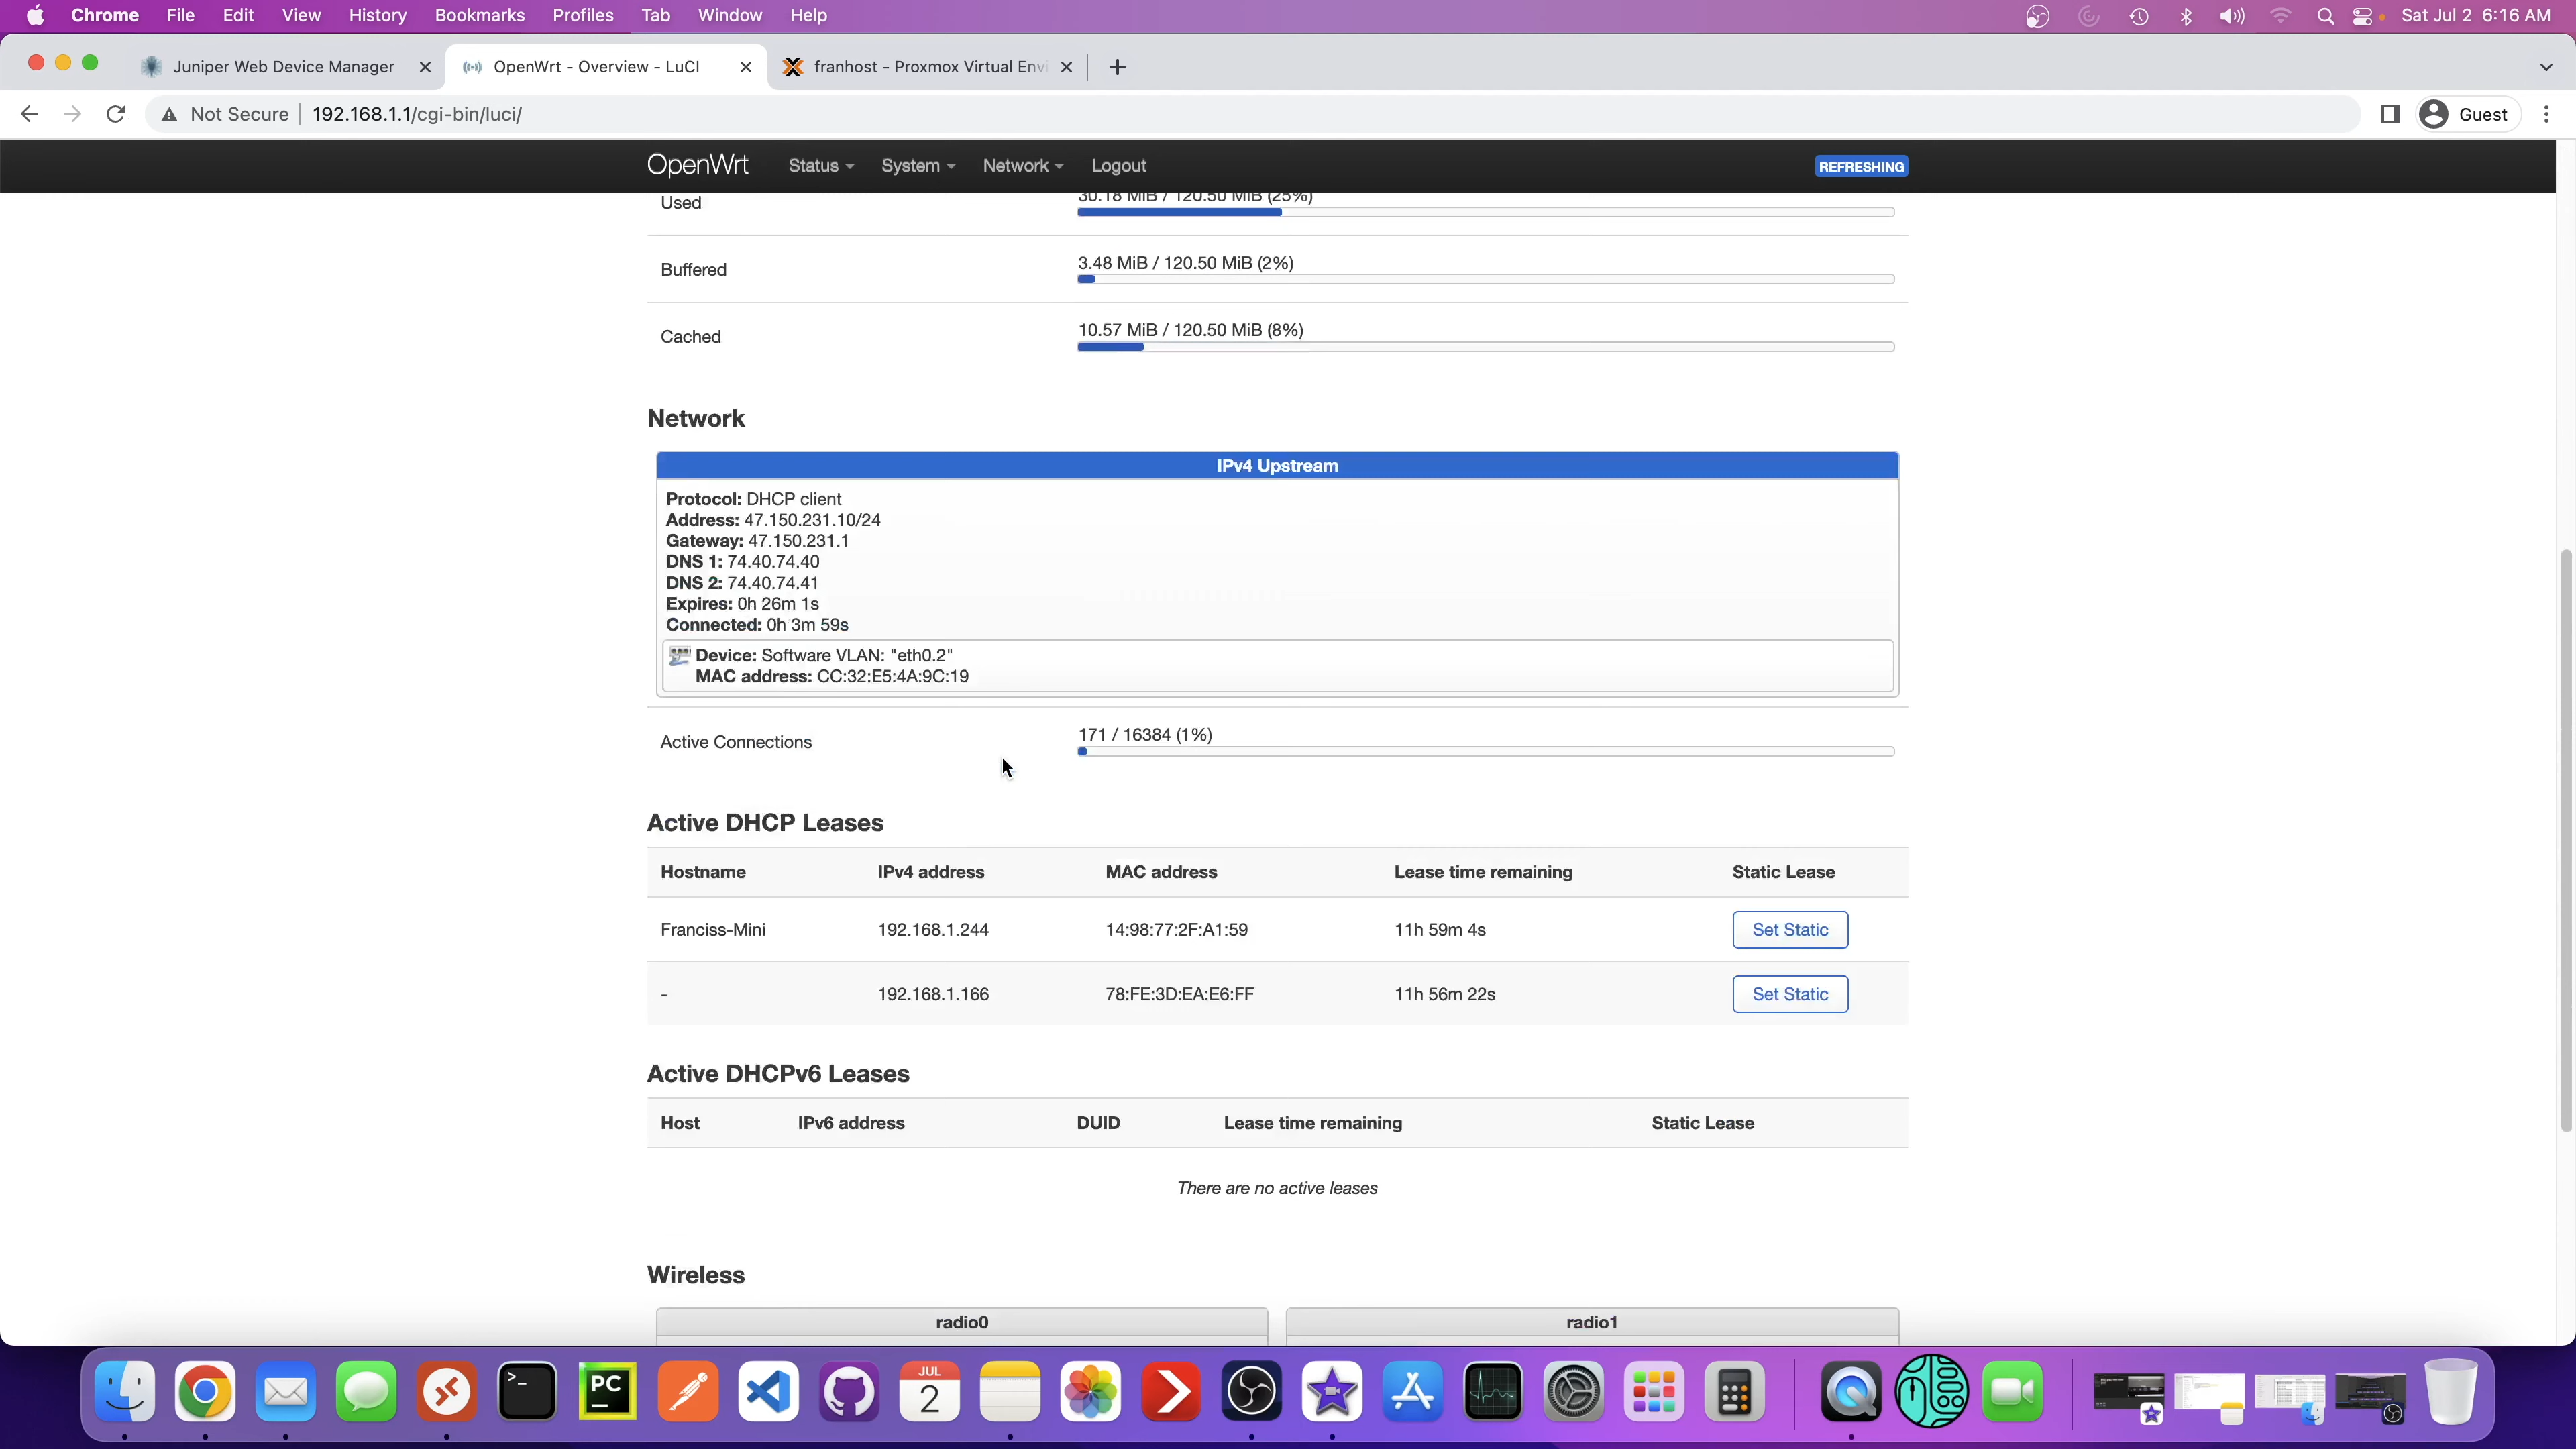 Chrome File Edit View History Bookmarks Profiles Tab Window Help Sat Jul 2 6:16 AM
Juniper Web Device Manager OpenWrt - Overview - LuCI franhost - Proxmox Virtual Envi
Not Secure 192.168.1.1/cgi-bin/luci/ Guest
OpenWrt Status System Network Logout REFRESHING
Used 30.18 MiB / 120.50 MiB (25%)
Buffered 3.48 MiB / 120.50 MiB (2%)
Cached 10.57 MiB / 120.50 MiB (8%)
Network
IPv4 Upstream
Protocol: DHCP client
Address: 47.150.231.10/24
Gateway: 47.150.231.1
DNS 1: 74.40.74.40
DNS 2: 74.40.74.41
Expires: 0h 26m 1s
Connected: 0h 3m 59s
Device: Software VLAN: "eth0.2"
MAC address: CC:32:E5:4A:9C:19
Active Connections 171 / 16384 (1%)
Active DHCP Leases
Hostname IPv4 address MAC address Lease time remaining Static Lease
Franciss-Mini 192.168.1.244 14:98:77:2F:A1:59 11h 59m 4s Set Static
- 192.168.1.166 78:FE:3D:EA:E6:FF 11h 56m 22s Set Static
Active DHCPv6 Leases
Host IPv6 address DUID Lease time remaining Static Lease
There are no active leases
Wireless
radio0 radio1
PC JUL 2